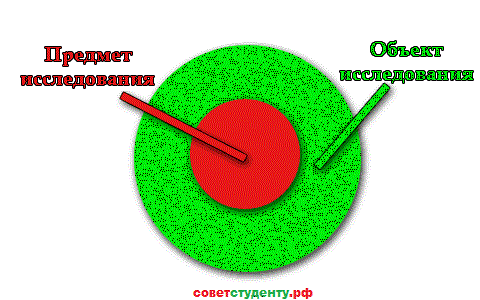 Предмет
исследования
Объект
исследования
советстуденту.рф